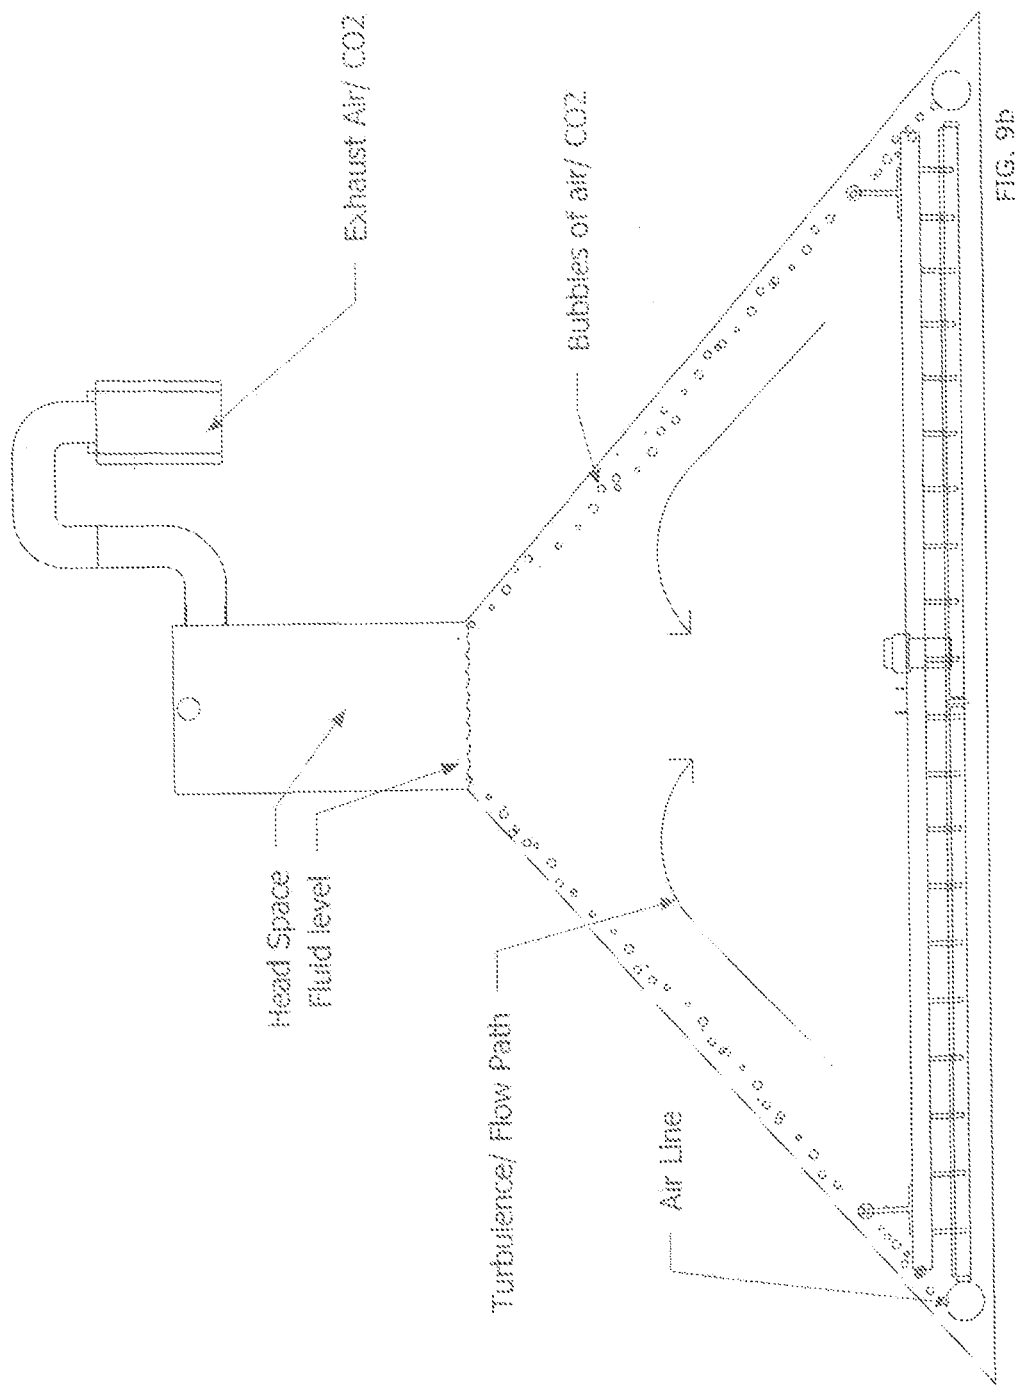 Exhaust Air/ CO2
Bubbles of air/ CO2
Head Space
Fluid level
Turbulence/ Flow Path
Air Line
FIG. 9b